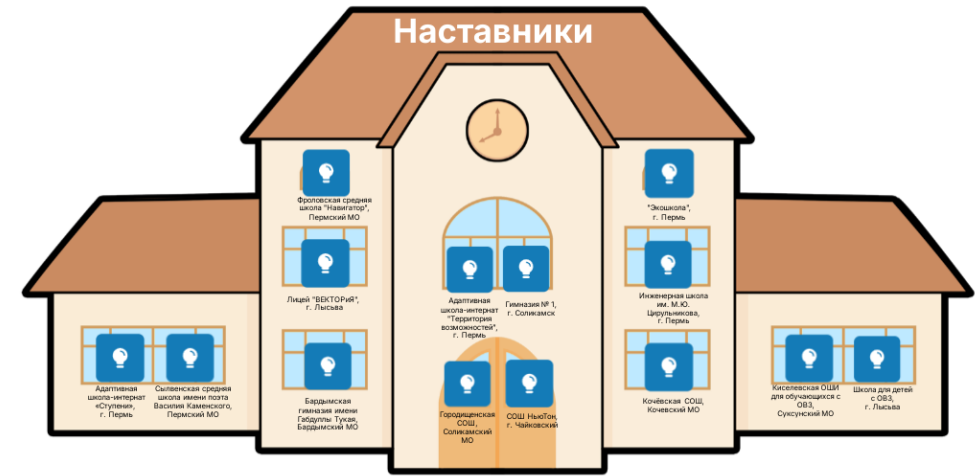 Наставники
Фроловская средняя
школа "Навигатор",
Пермский МО
"Экошкола",
г. Пермь
Лицей "ВЕКТОРиЯ",
г. Лысьва
Адаптивная
школа-интернат
"Территория
возможностей",
г. Пермь
Гимназия № 1,
г. Соликамск
Инженерная школа
им. М.Ю.
Цирульникова,
г. Пермь
Адаптивная
школа-интернат
«Ступени»,
г. Пермь
Сылвенская средняя
школа имени поэта
Василия Каменского,
Пермский МО
Бардымская
гимназия имени
Габдуллы Тукая,
Бардымский МО
Городищенская
СОШ,
Соликамский
МО
СОШ НьюТон,
г. Чайковский
Кочёвская СОШ,
Кочевский МО
Киселевская ОШИ
для обучающихся с
ОВЗ,
Суксунский МО
Школа для детей
с ОВЗ,
г. Лысьва